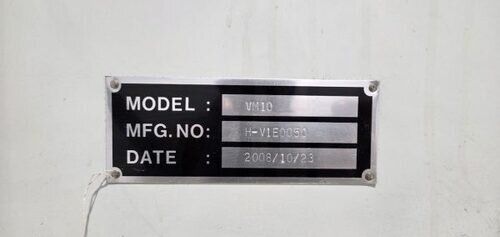 MODEL : VM10
MFG.NO: H-V1E0050
DATE : 2008/10/23